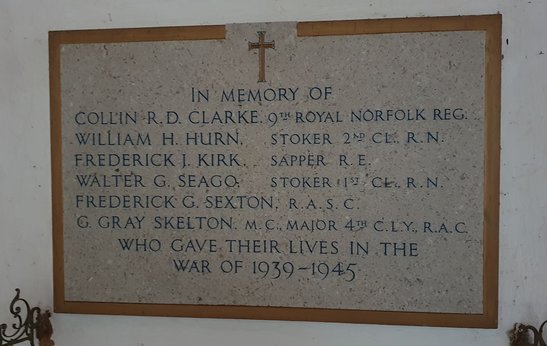 IN MEMORY OF
COLLIN R. D. CLARKE, 9TH ROYAL NORFOLK REG.
WILLIAM H. HURN, STOKER 2ND CL., R.N.
FREDERICK J. KIRK, SAPPER R.E.
WALTER G. SEAGO, STOKER 1ST CL., R.N.
FREDERICK G. SEXTON, R.A.S.C.
G. GRAY SKELTON, M.C., MAJOR 4TH C.L.Y., R.A.C.
WHO GAVE THEIR LIVES IN THE
WAR OF 1939–1945